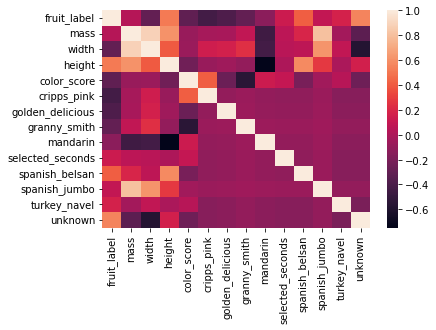 fruit_label
mass
width
height
color_score
cripps_pink
golden_delicious
granny_smith
mandarin
selected_seconds
spanish_belsan
spanish_jumbo
turkey_navel
unknown
fruit_label
mass
width
height
color_score
cripps_pink
golden_delicious
granny_smith
mandarin
selected_seconds
spanish_belsan
spanish_jumbo
turkey_navel
unknown
1.0
0.8
0.6
0.4
0.2
0.0
−0.2
−0.4
−0.6